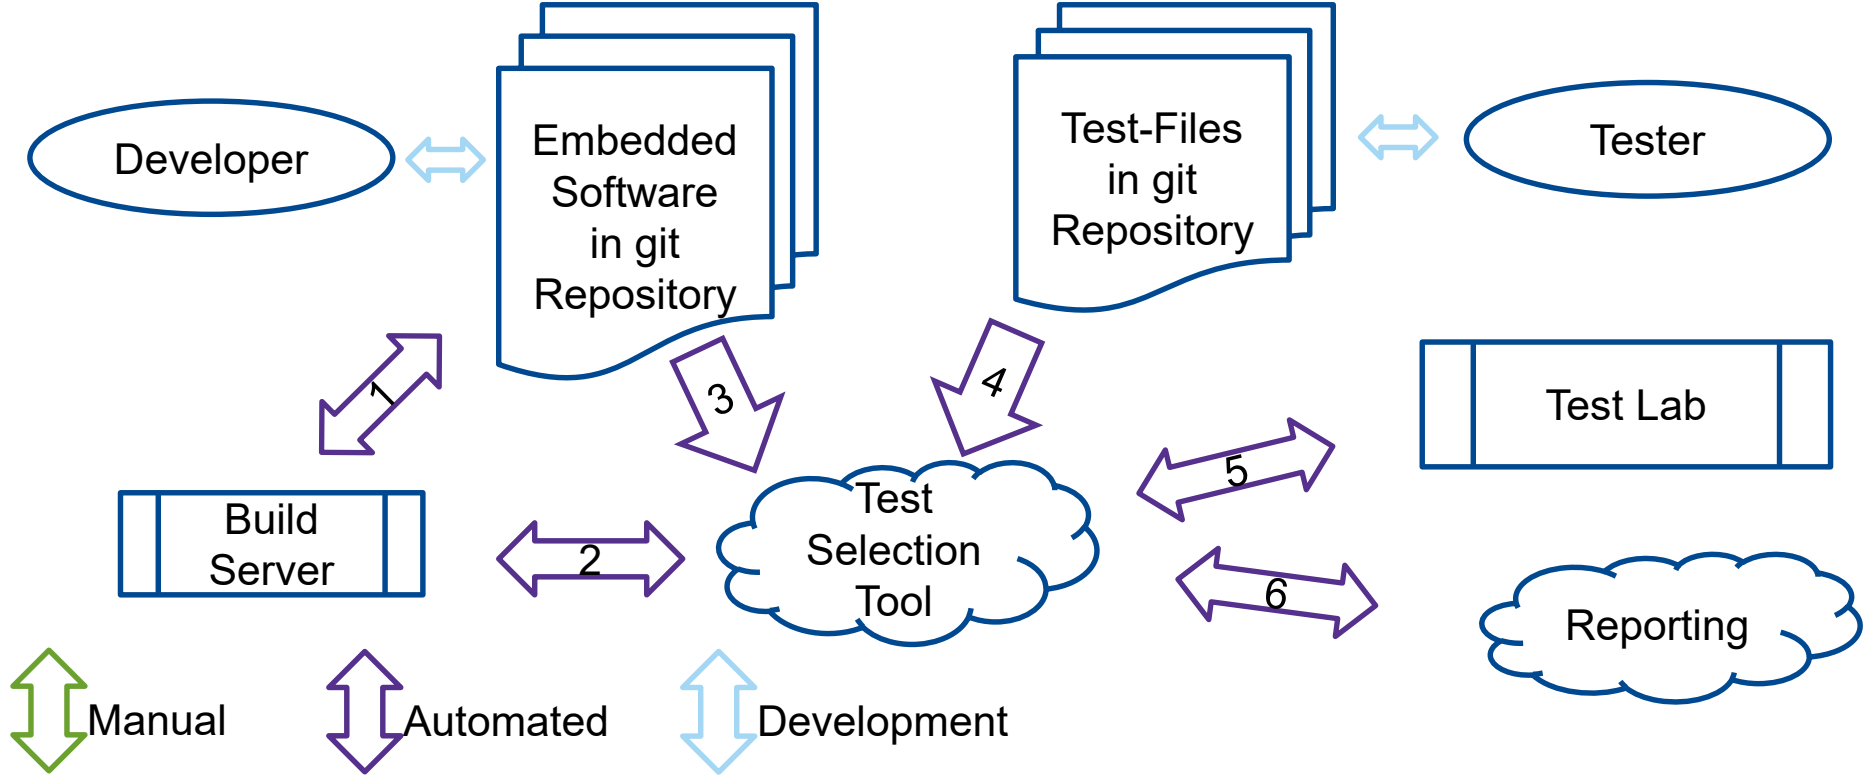 Developer
Embedded
Software
in git
Repository
Test-Files
in git
Repository
Tester
1
3
4
Test Lab
5
Build
Server
2
Test
Selection
Tool
6
Reporting
Manual
Automated
Development